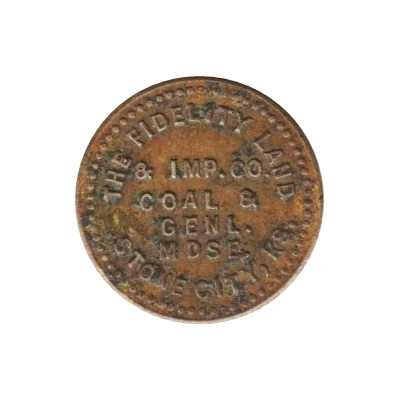 THE FIDELITY LAND
& IMP. CO.
COAL &
GENL.
MDSE.
STONE CITY, KS.